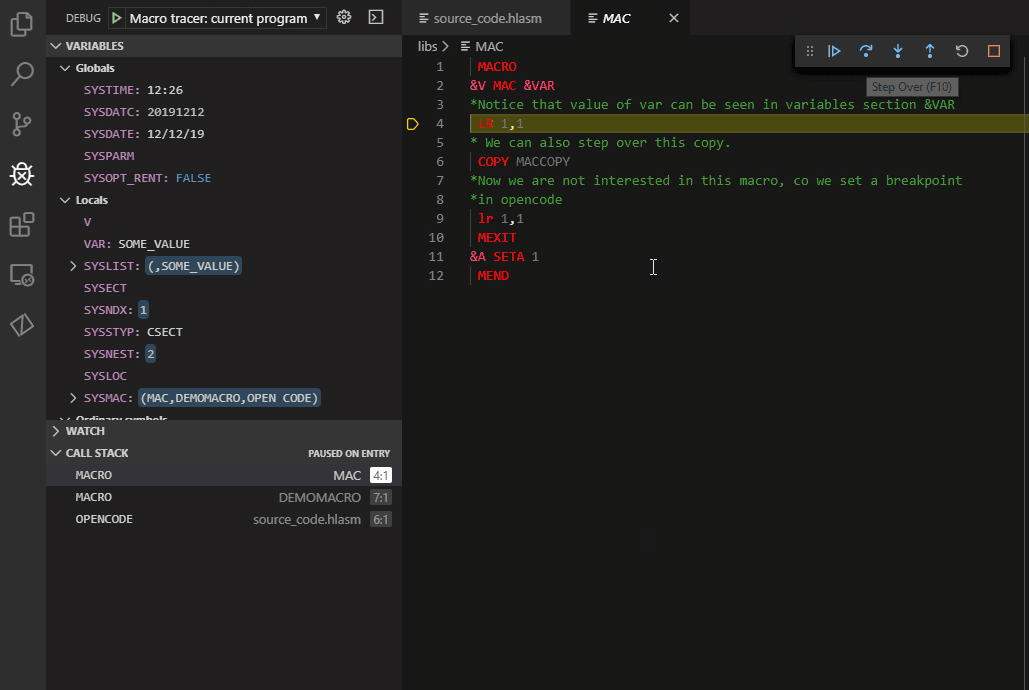 DEBUG Macro tracer: current program
VARIABLES
Globals
SYSTIME: 12:26
SYSDATC: 20191212
SYSDATE: 12/12/19
SYSPARM
SYSOPT_RENT: FALSE
Locals
V
VAR: SOME_VALUE
SYSLIST: (,SOME_VALUE)
SYSECT
SYSNDX: 1
SYSSTYP: CSECT
SYSNEST: 2
SYSLOC
SYSMAC: (MAC,DEMOMACRO,OPEN CODE)
Ordinary symbols
WATCH
CALL STACK PAUSED ON ENTRY
MACRO MAC 4:1
MACRO DEMOMACRO 7:1
OPENCODE source_code.hlasm 6:1
source_code.hlasm MAC
libs > MAC
Step Over (F10)
1 MACRO
2 &V MAC &VAR
3 *Notice that value of var can be seen in variables section &VAR
4 LR 1,1
5 * We can also step over this copy.
6 COPY MACCOPY
7 *Now we are not interested in this macro, co we set a breakpoint
8 *in opencode
9 lr 1,1
10 MEXIT
11 &A SETA 1
12 MEND